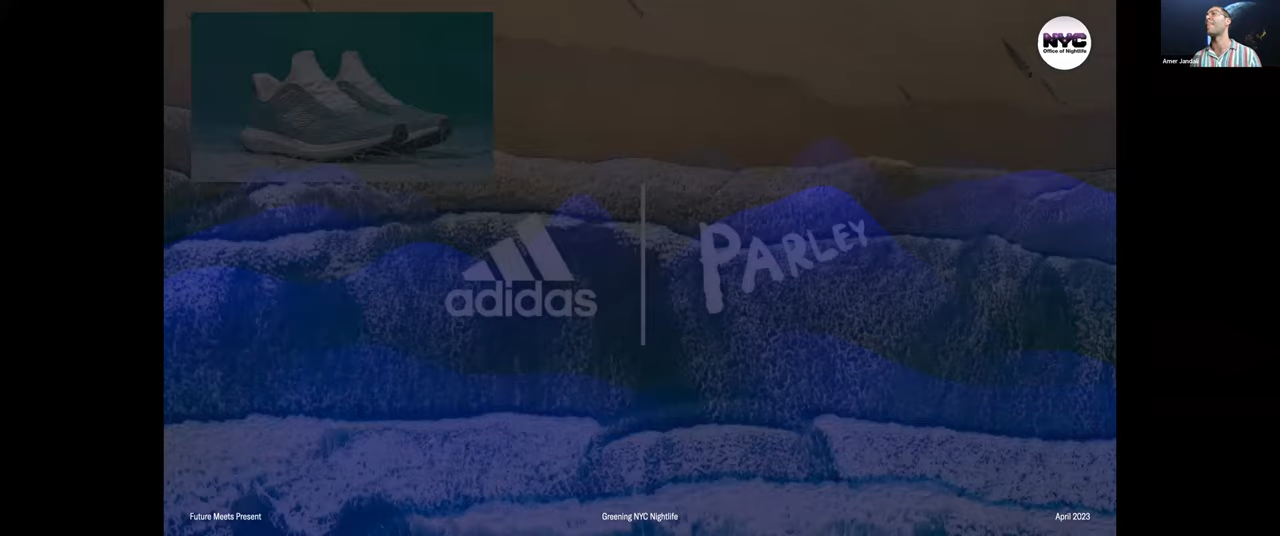 NYC
Office of Nightlife
Amer Jandali
adidas
PARLEY
Future Meets Present
Greening NYC Nightlife
April 2023